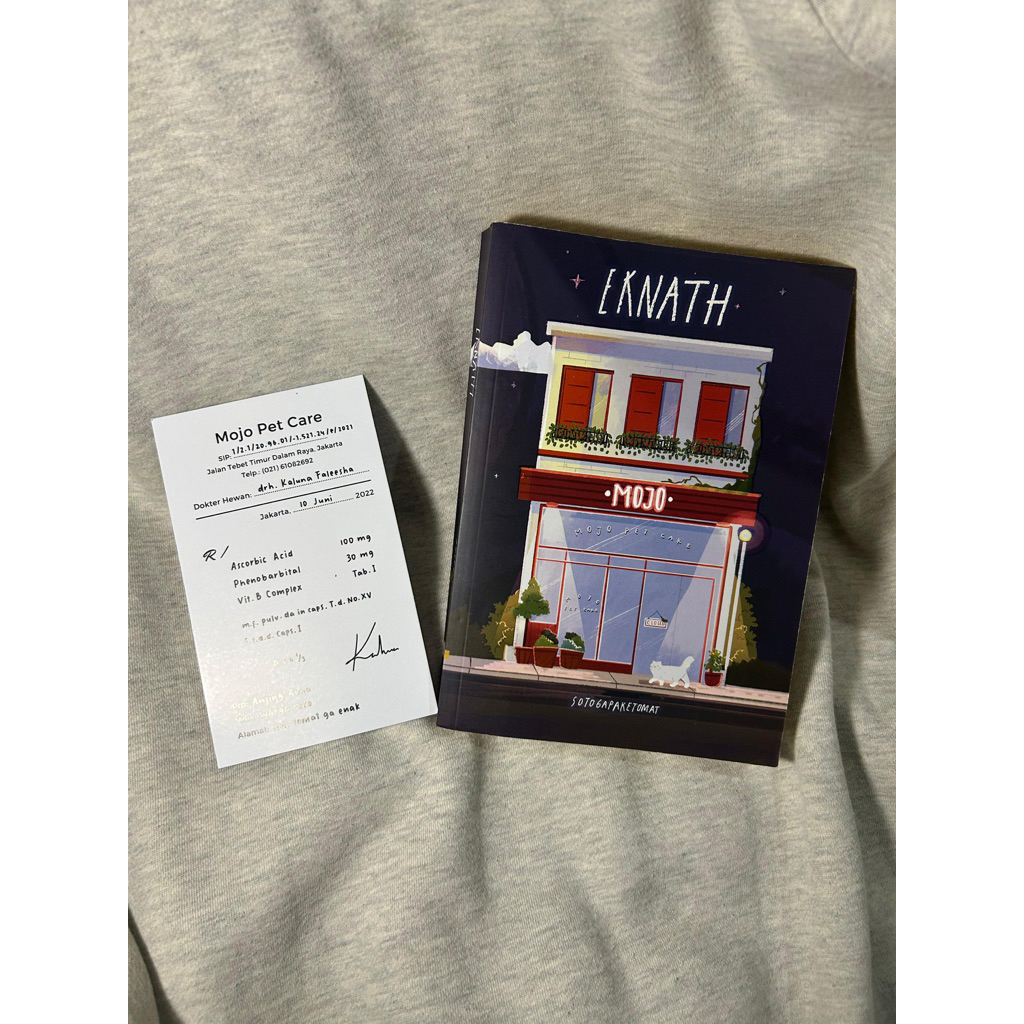 Mojo Pet Care
SIP: 1/2.1/20.96.01/-1.521.24/e/2021
Jalan Tebet Timur Dalam Raya, Jakarta
Telp.: (021) 61082692
Dokter Hewan: drh. Kaluna Faleesha
Jakarta, 10 Juni 2022
R/
Ascorbic Acid 100 mg
Phenobarbital 30 mg
Vit. B Complex Tab. I
m.f. pulv. da in caps. T.d. No. XV
caps. I
Alamat: tomat ga enak
EKNATH
EKNATH
MOJO
MOJO PET CARE
SOTOGAPAKETOMAT